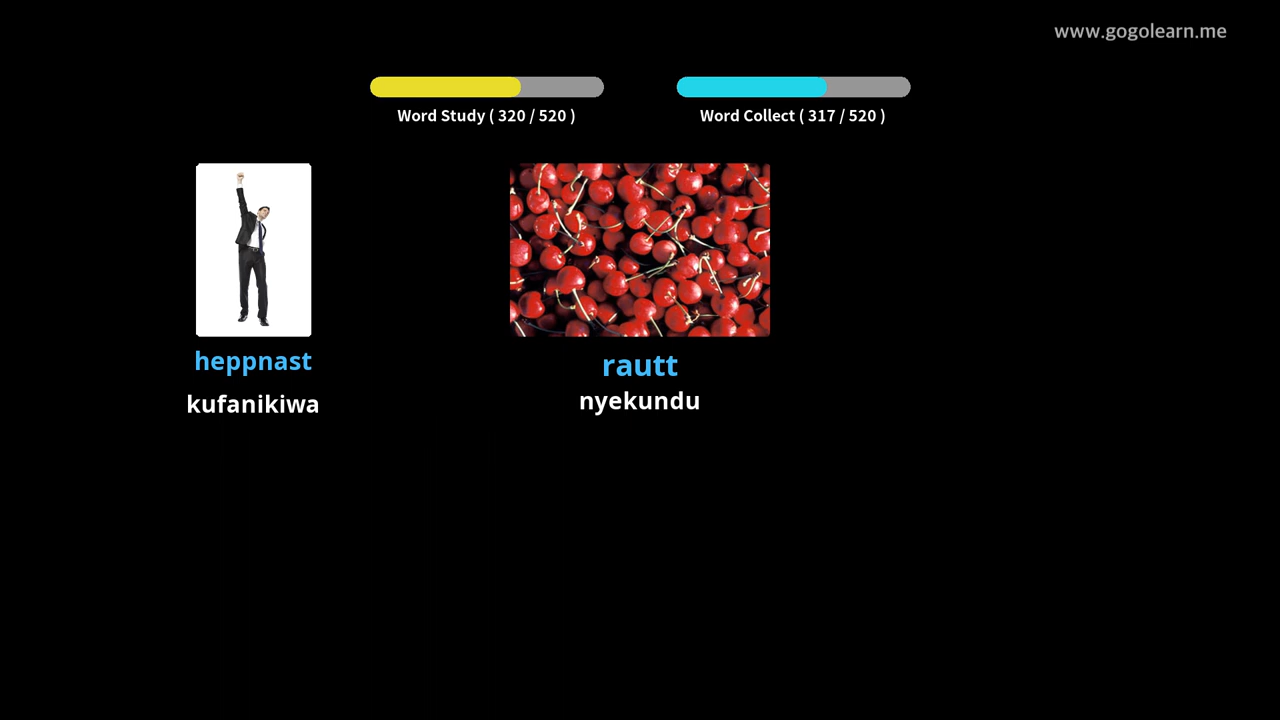 www.gogolearn.me
Word Study ( 320 / 520 )
Word Collect ( 317 / 520 )
heppnast
kufanikiwa
rautt
nyekundu